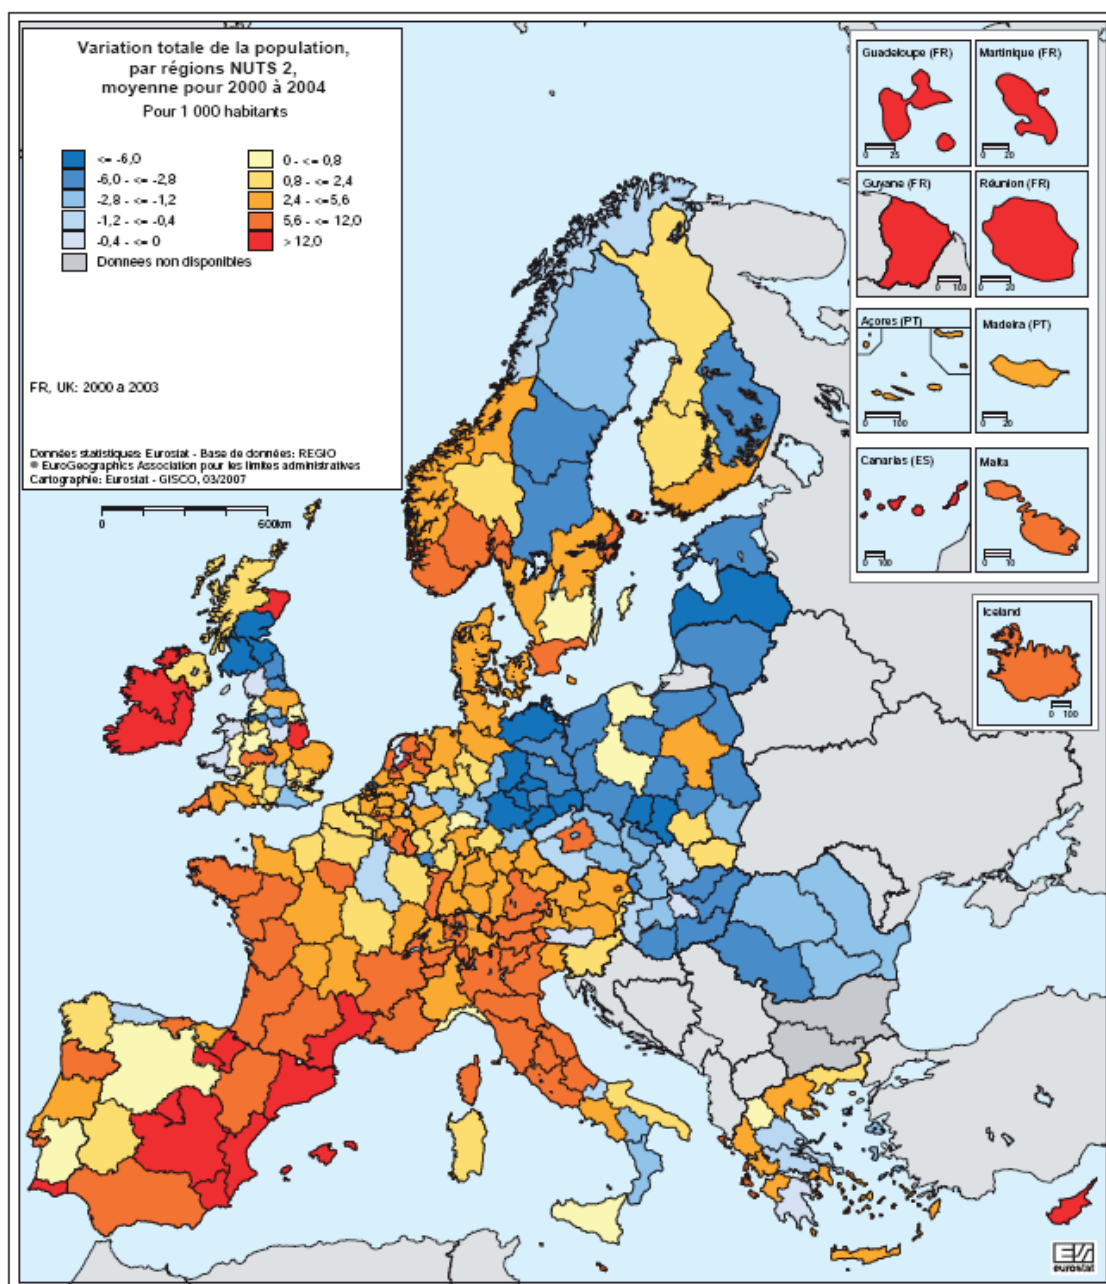 Variation totale de la population,
par régions NUTS 2,
moyenne pour 2000 à 2004
Pour 1 000 habitants
<= -6,0
-6,0 - <= -2,8
-2,8 - <= -1,2
-1,2 - <= -0,4
-0,4 - <= 0
Donnees non disponibles
0 - <= 0,8
0,8 - <= 2,4
2,4 - <=5,6
5,6 - <= 12,0
> 12,0
FR, UK: 2000 à 2003
Données statistiques: Eurostat - Base de données: REGIO
© EuroGeographics Association pour les limites administratives
Cartographie: Eurostat - GISCO, 03/2007
0 600km
Guadeloupe (FR)
0 25
Martinique (FR)
0 20
Guyane (FR)
0 100
Réunion (FR)
0 20
Açores (PT)
0 100
Madeira (PT)
0 20
Canarias (ES)
0 100
Malta
0 10
Iceland
0 100
eurostat